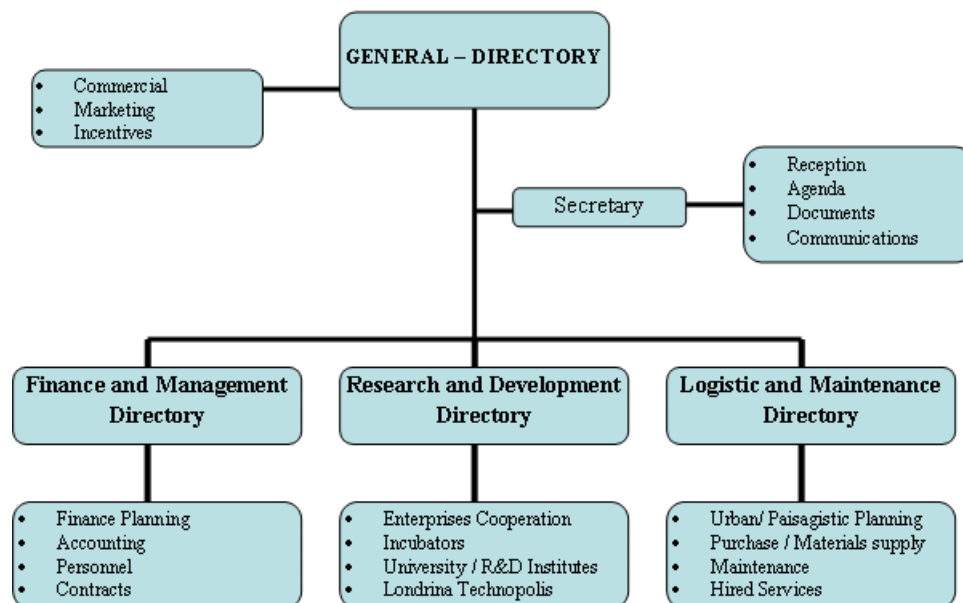 GENERAL – DIRECTORY
• Commercial
• Marketing
• Incentives
Secretary
• Reception
• Agenda
• Documents
• Communications
Finance and Management
Directory
Research and Development
Directory
Logistic and Maintenance
Directory
• Finance Planning
• Accounting
• Personnel
• Contracts
• Enterprises Cooperation
• Incubators
• University / R&D Institutes
• Londrina Technopolis
• Urban/ Paisagistic Planning
• Purchase / Materials supply
• Maintenance
• Hired Services